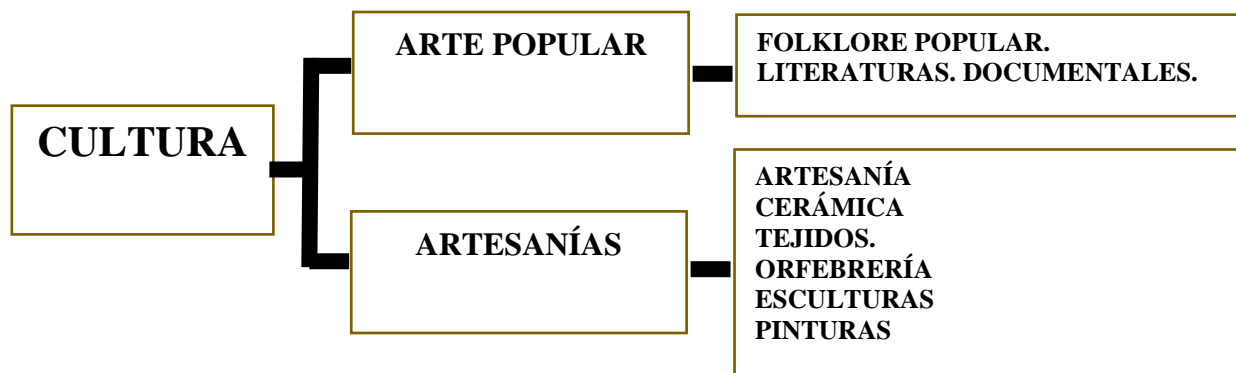 CULTURA
ARTE POPULAR
FOLKLORE POPULAR.
LITERATURAS. DOCUMENTALES.
ARTESANÍAS
ARTESANÍA
CERÁMICA
TEJIDOS.
ORFEBRERÍA
ESCULTURAS
PINTURAS